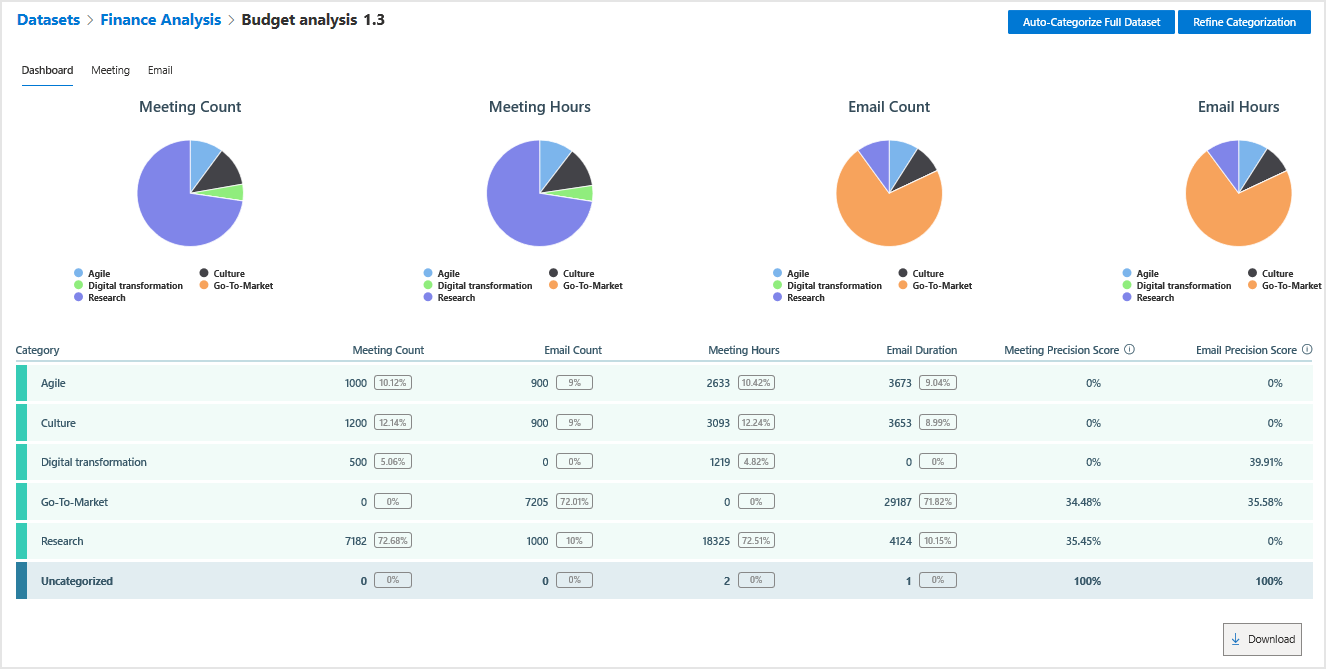 Datasets > Finance Analysis > Budget analysis 1.3
Auto-Categorize Full Dataset Refine Categorization
Dashboard Meeting Email
Meeting Count Meeting Hours Email Count Email Hours
Agile Culture Agile Culture Agile Culture Agile Culture
Digital transformation Go-To-Market Digital transformation Go-To-Market Digital transformation Go-To-Market Digital transformation Go-To-Market
Research Research Research Research
Category Meeting Count Email Count Meeting Hours Email Duration Meeting Precision Score Email Precision Score
Agile 1000 10.12% 900 9% 2633 10.42% 3673 9.04% 0% 0%
Culture 1200 12.14% 900 9% 3093 12.24% 3653 8.99% 0% 0%
Digital transformation 500 5.06% 0 0% 1219 4.82% 0 0% 0% 39.91%
Go-To-Market 0 0% 7205 72.01% 0 0% 29187 71.82% 34.48% 35.58%
Research 7182 72.68% 1000 10% 18325 72.51% 4124 10.15% 35.45% 0%
Uncategorized 0 0% 0 0% 2 0% 1 0% 100% 100%
Download